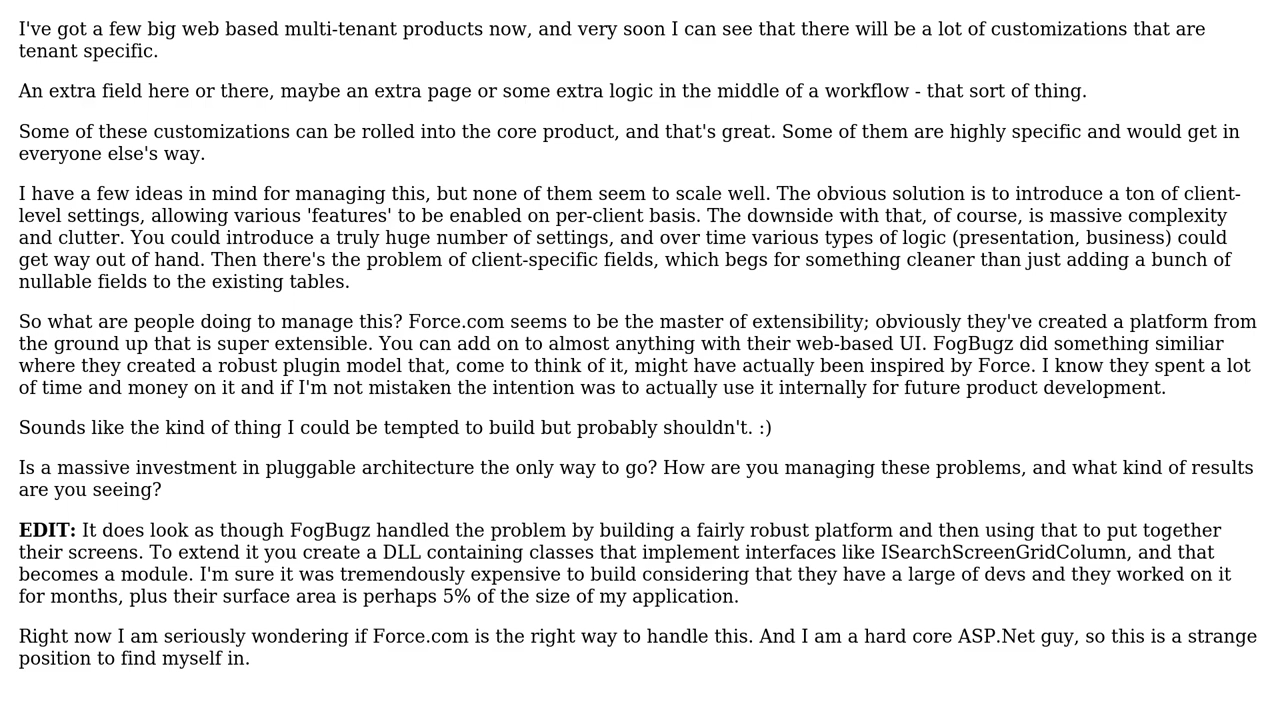 I've got a few big web based multi-tenant products now, and very soon I can see that there will be a lot of customizations that are
tenant specific.
An extra field here or there, maybe an extra page or some extra logic in the middle of a workflow - that sort of thing.
Some of these customizations can be rolled into the core product, and that's great. Some of them are highly specific and would get in
everyone else's way.
I have a few ideas in mind for managing this, but none of them seem to scale well. The obvious solution is to introduce a ton of client-
level settings, allowing various 'features' to be enabled on per-client basis. The downside with that, of course, is massive complexity
and clutter. You could introduce a truly huge number of settings, and over time various types of logic (presentation, business) could
get way out of hand. Then there's the problem of client-specific fields, which begs for something cleaner than just adding a bunch of
nullable fields to the existing tables.
So what are people doing to manage this? Force.com seems to be the master of extensibility; obviously they've created a platform from
the ground up that is super extensible. You can add on to almost anything with their web-based UI. FogBugz did something similiar
where they created a robust plugin model that, come to think of it, might have actually been inspired by Force. I know they spent a lot
of time and money on it and if I'm not mistaken the intention was to actually use it internally for future product development.
Sounds like the kind of thing I could be tempted to build but probably shouldn't. :)
Is a massive investment in pluggable architecture the only way to go? How are you managing these problems, and what kind of results
are you seeing?
EDIT: It does look as though FogBugz handled the problem by building a fairly robust platform and then using that to put together
their screens. To extend it you create a DLL containing classes that implement interfaces like ISearchScreenGridColumn, and that
becomes a module. I'm sure it was tremendously expensive to build considering that they have a large of devs and they worked on it
for months, plus their surface area is perhaps 5% of the size of my application.
Right now I am seriously wondering if Force.com is the right way to handle this. And I am a hard core ASP.Net guy, so this is a strange
position to find myself in.